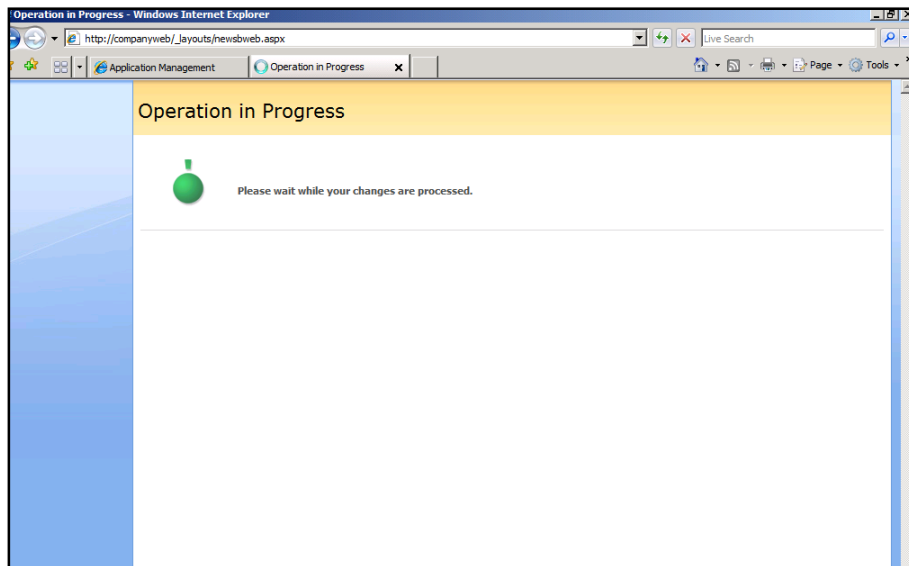 Operation in Progress - Windows Internet Explorer
http://companyweb/_layouts/newsbweb.aspx
Live Search
Application Management
Operation in Progress
Page
Tools
Operation in Progress
Please wait while your changes are processed.